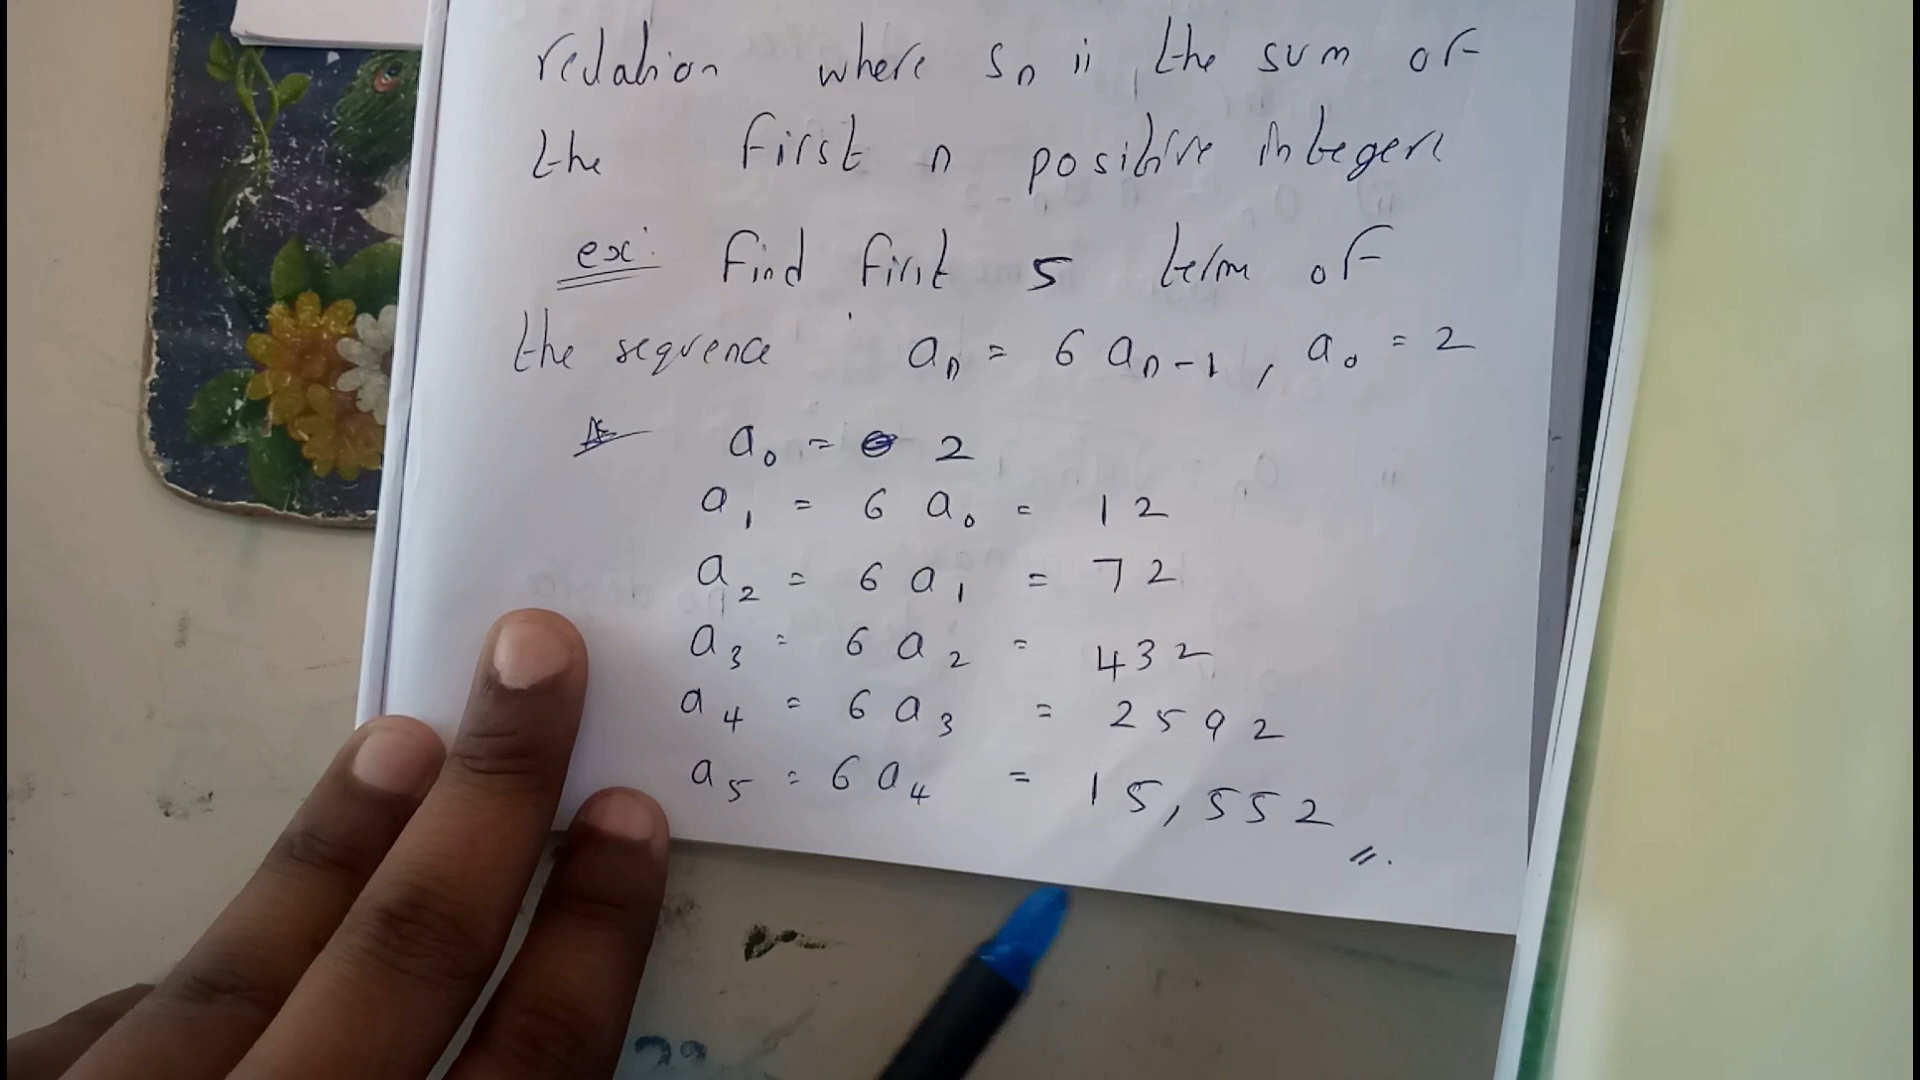 relation where Sn is the sum of
the first n positive integers
ex: Find first 5 term of
the sequence an = 6 an-1, a0 = 2
a0 = 2
a1 = 6 a0 = 12
a2 = 6 a1 = 72
a3 = 6 a2 = 432
a4 = 6 a3 = 2592
a5 = 6 a4 = 15,552